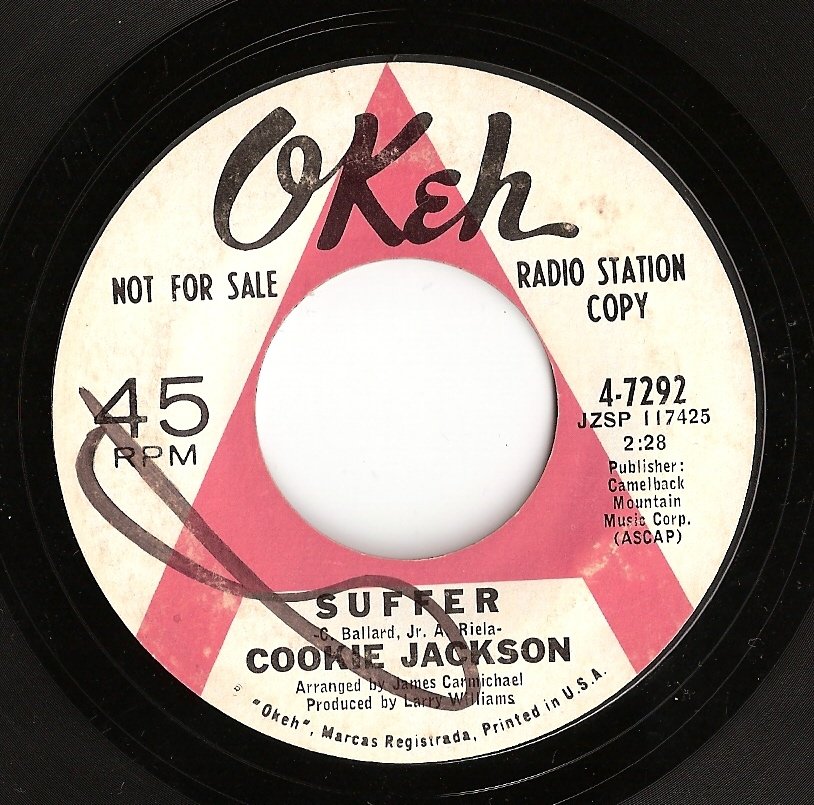 OKeh
NOT FOR SALE
RADIO STATION
COPY
45
RPM
4-7292
JZSP 117425
2:28
Publisher:
Camelback
Mountain
Music Corp.
(ASCAP)
SUFFER
-C. Ballard, Jr. A. Riela-
COOKIE JACKSON
Arranged by James Carmichael
Produced by Larry Williams
"Okeh", Marcas Registrada, Printed in U.S.A.